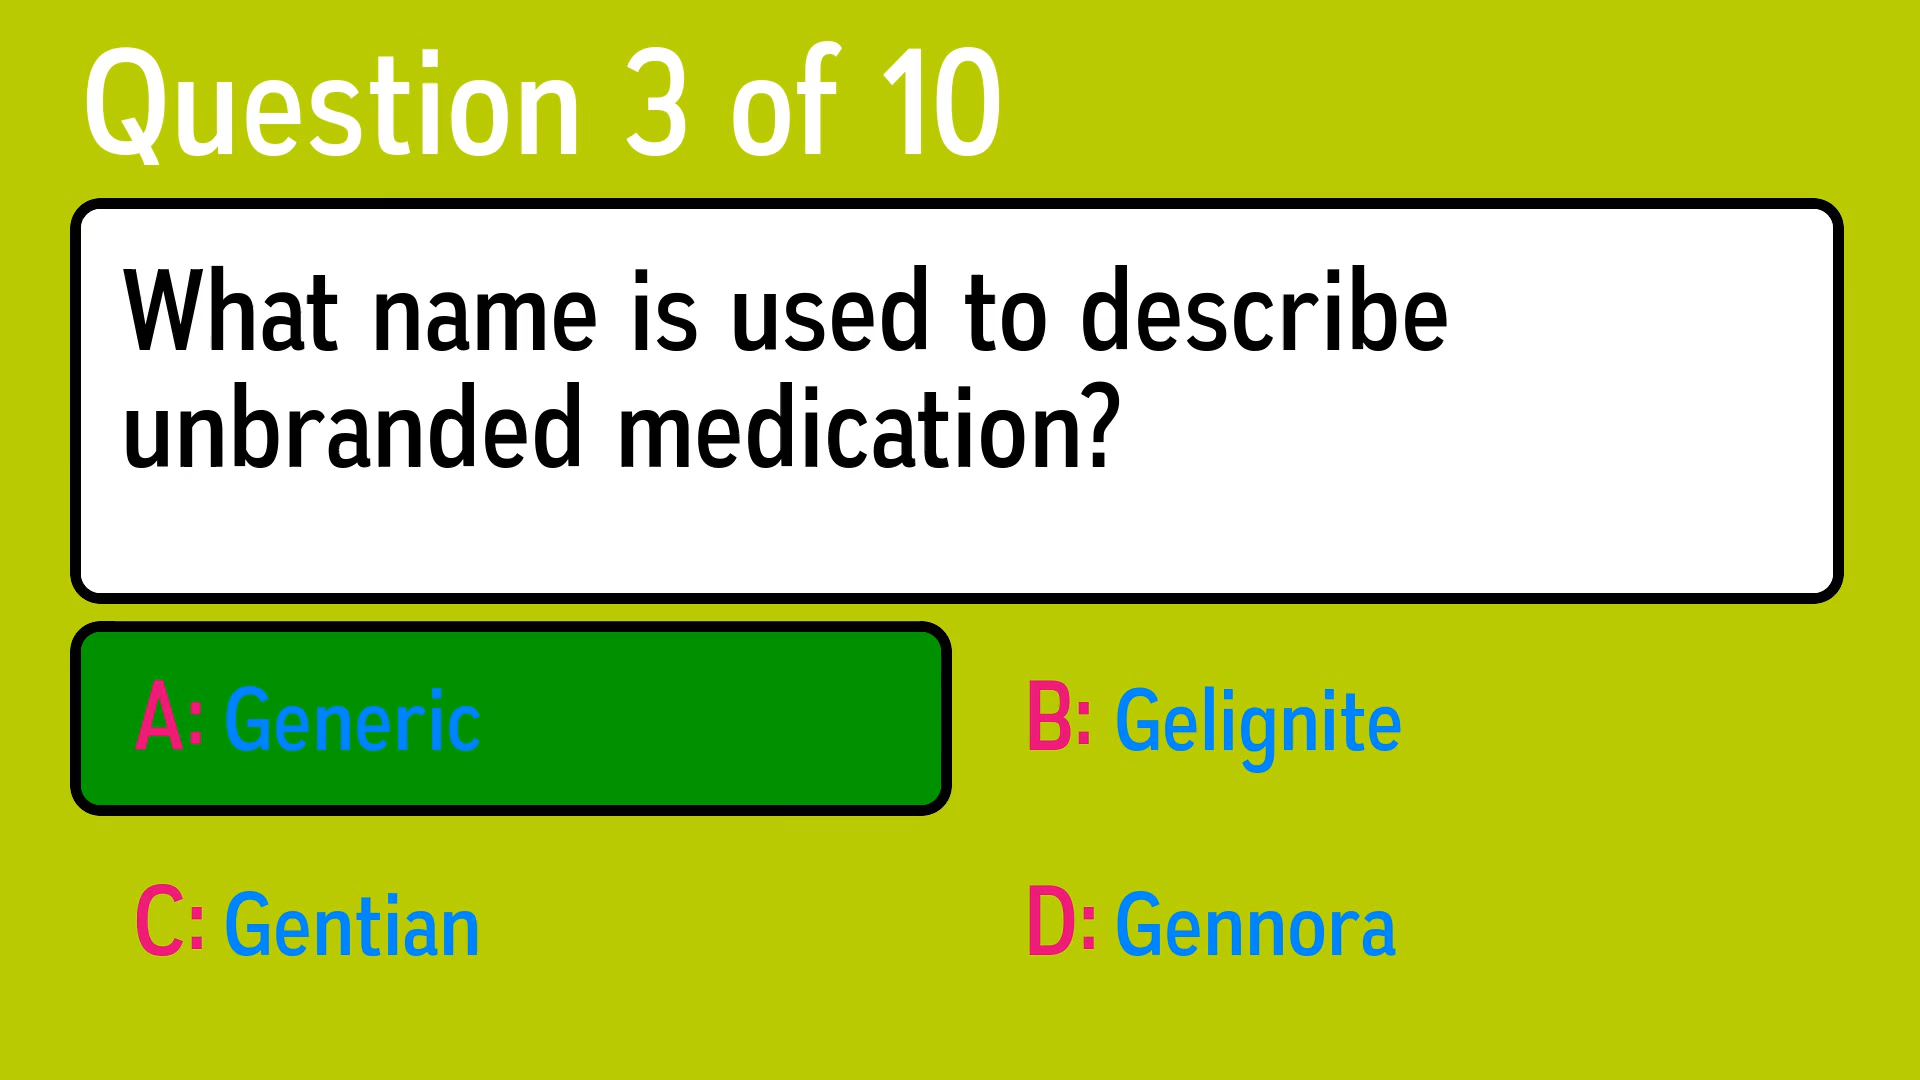 Question 3 of 10
What name is used to describe
unbranded medication?
A: Generic
B: Gelignite
C: Gentian
D: Gennora